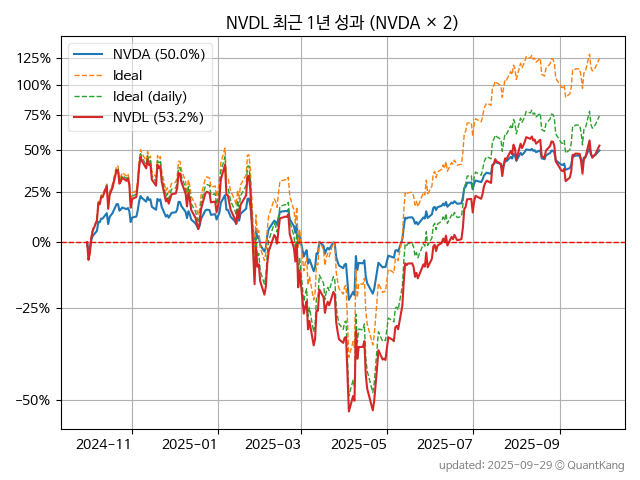 NVDL 최근 1년 성과 (NVDA × 2)
NVDA (50.0%)
Ideal
Ideal (daily)
NVDL (53.2%)
125%
100%
75%
50%
25%
0%
−25%
−50%
2024-11
2025-01
2025-03
2025-05
2025-07
2025-09
updated: 2025-09-29 © QuantKang